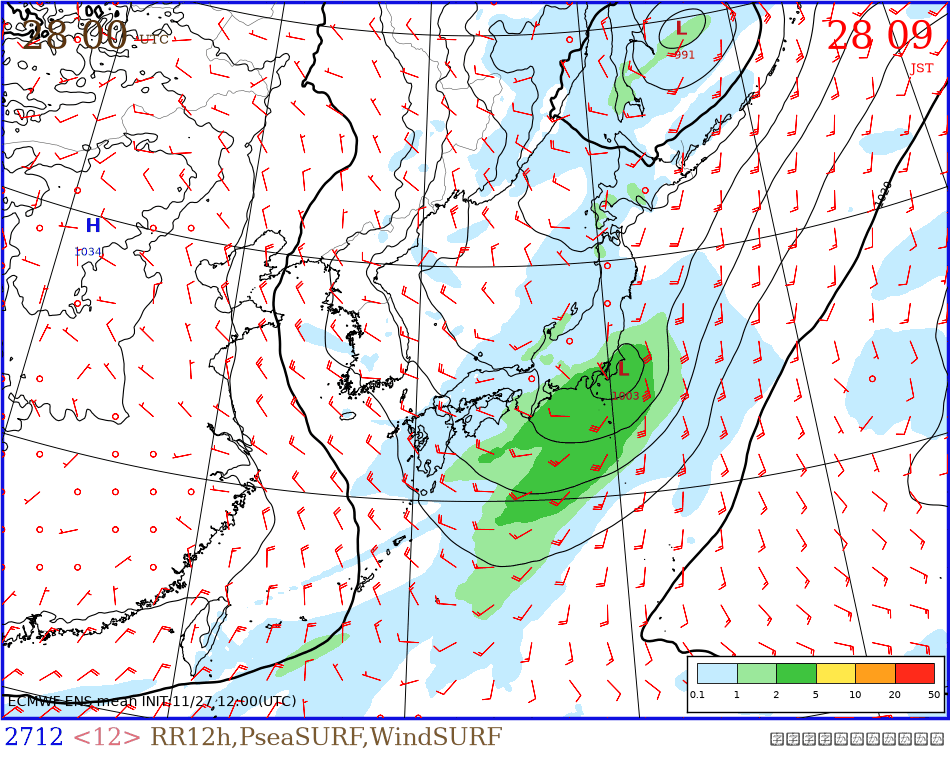 28 00 UTC
28 09
JST
L
991
1020
H
1034
L
1003
ECMWF ENS mean INIT:11/27 12:00(UTC)
0.1 1 2 5 10 20 50
2712 <12> RR12h,PseaSURF,WindSURF